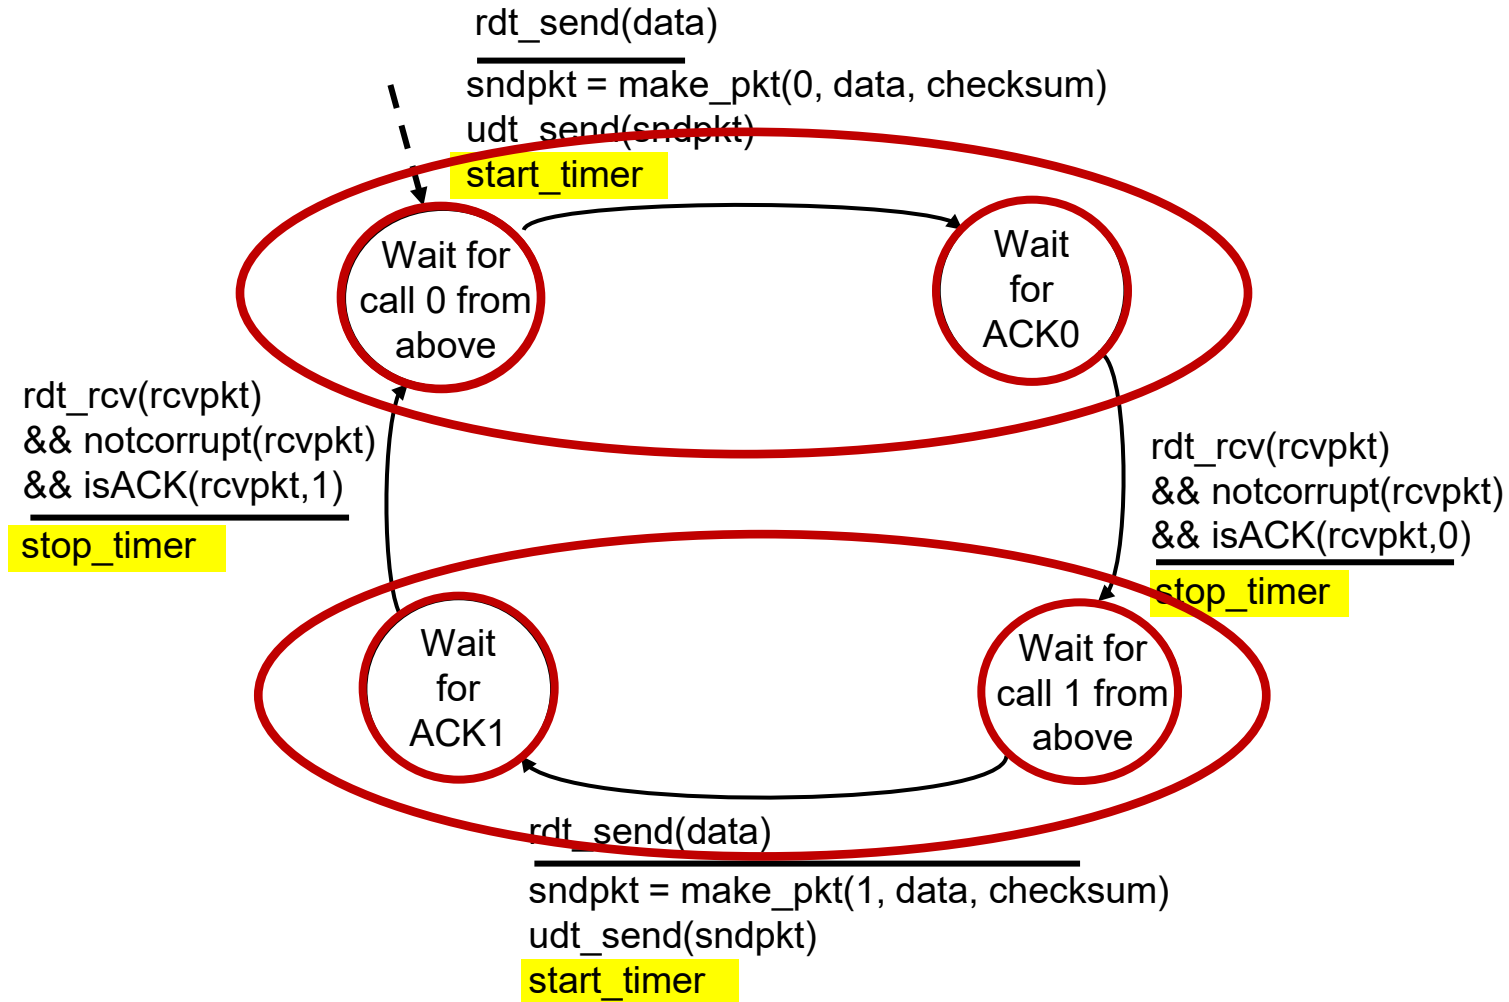 rdt_send(data)
sndpkt = make_pkt(0, data, checksum)
udt_send(sndpkt)
start_timer
Wait for
call 0 from
above
Wait
for
ACK0
rdt_rcv(rcvpkt)
&& notcorrupt(rcvpkt)
&& isACK(rcvpkt,1)
stop_timer
rdt_rcv(rcvpkt)
&& notcorrupt(rcvpkt)
&& isACK(rcvpkt,0)
stop_timer
Wait
for
ACK1
Wait for
call 1 from
above
rdt_send(data)
sndpkt = make_pkt(1, data, checksum)
udt_send(sndpkt)
start_timer